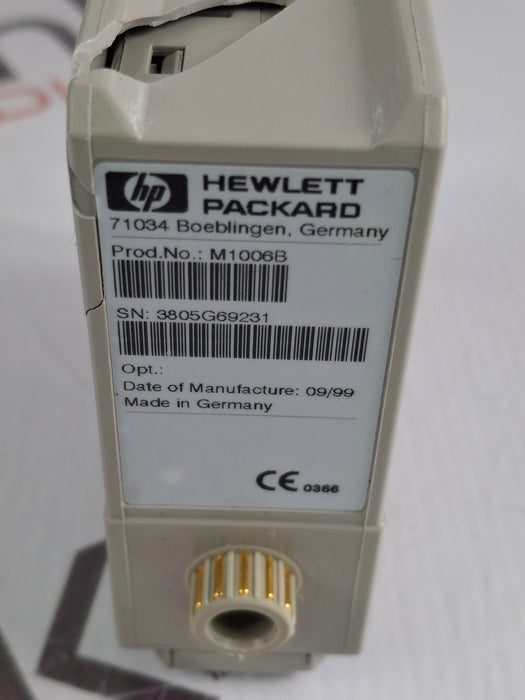 hp HEWLETT
PACKARD
71034 Boeblingen, Germany
Prod.No.: M1006B
SN: 3805G69231
Opt.:
Date of Manufacture: 09/99
Made in Germany
CE 0366